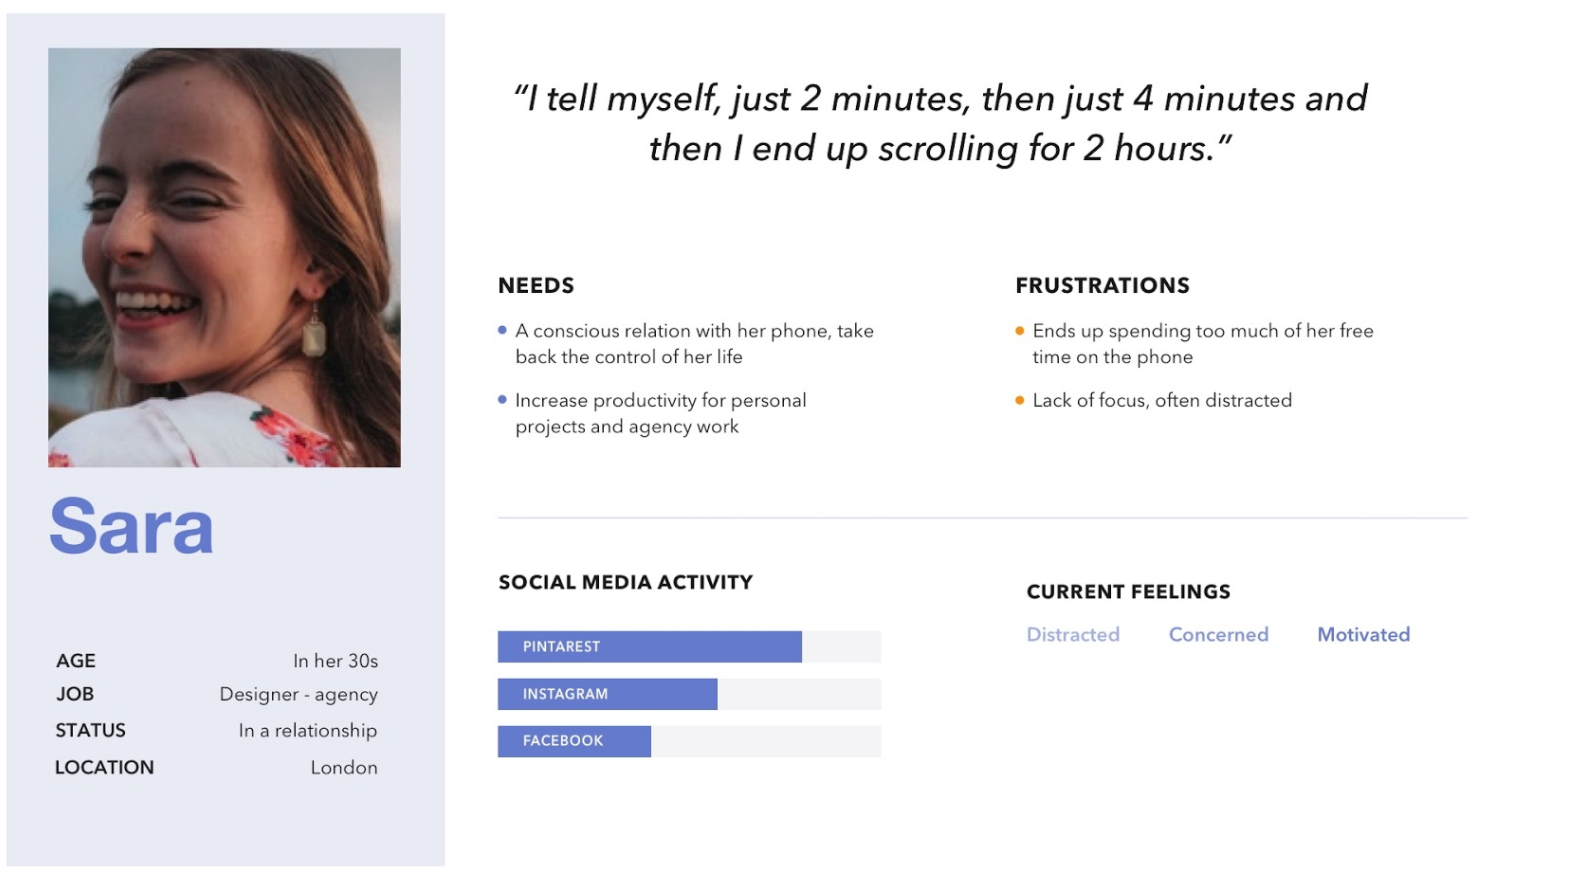 “I tell myself, just 2 minutes, then just 4 minutes and
then I end up scrolling for 2 hours.”
Sara
AGE In her 30s
JOB Designer - agency
STATUS In a relationship
LOCATION London
NEEDS
A conscious relation with her phone, take
back the control of her life
Increase productivity for personal
projects and agency work
FRUSTRATIONS
Ends up spending too much of her free
time on the phone
Lack of focus, often distracted
SOCIAL MEDIA ACTIVITY
PINTAREST
INSTAGRAM
FACEBOOK
CURRENT FEELINGS
Distracted Concerned Motivated